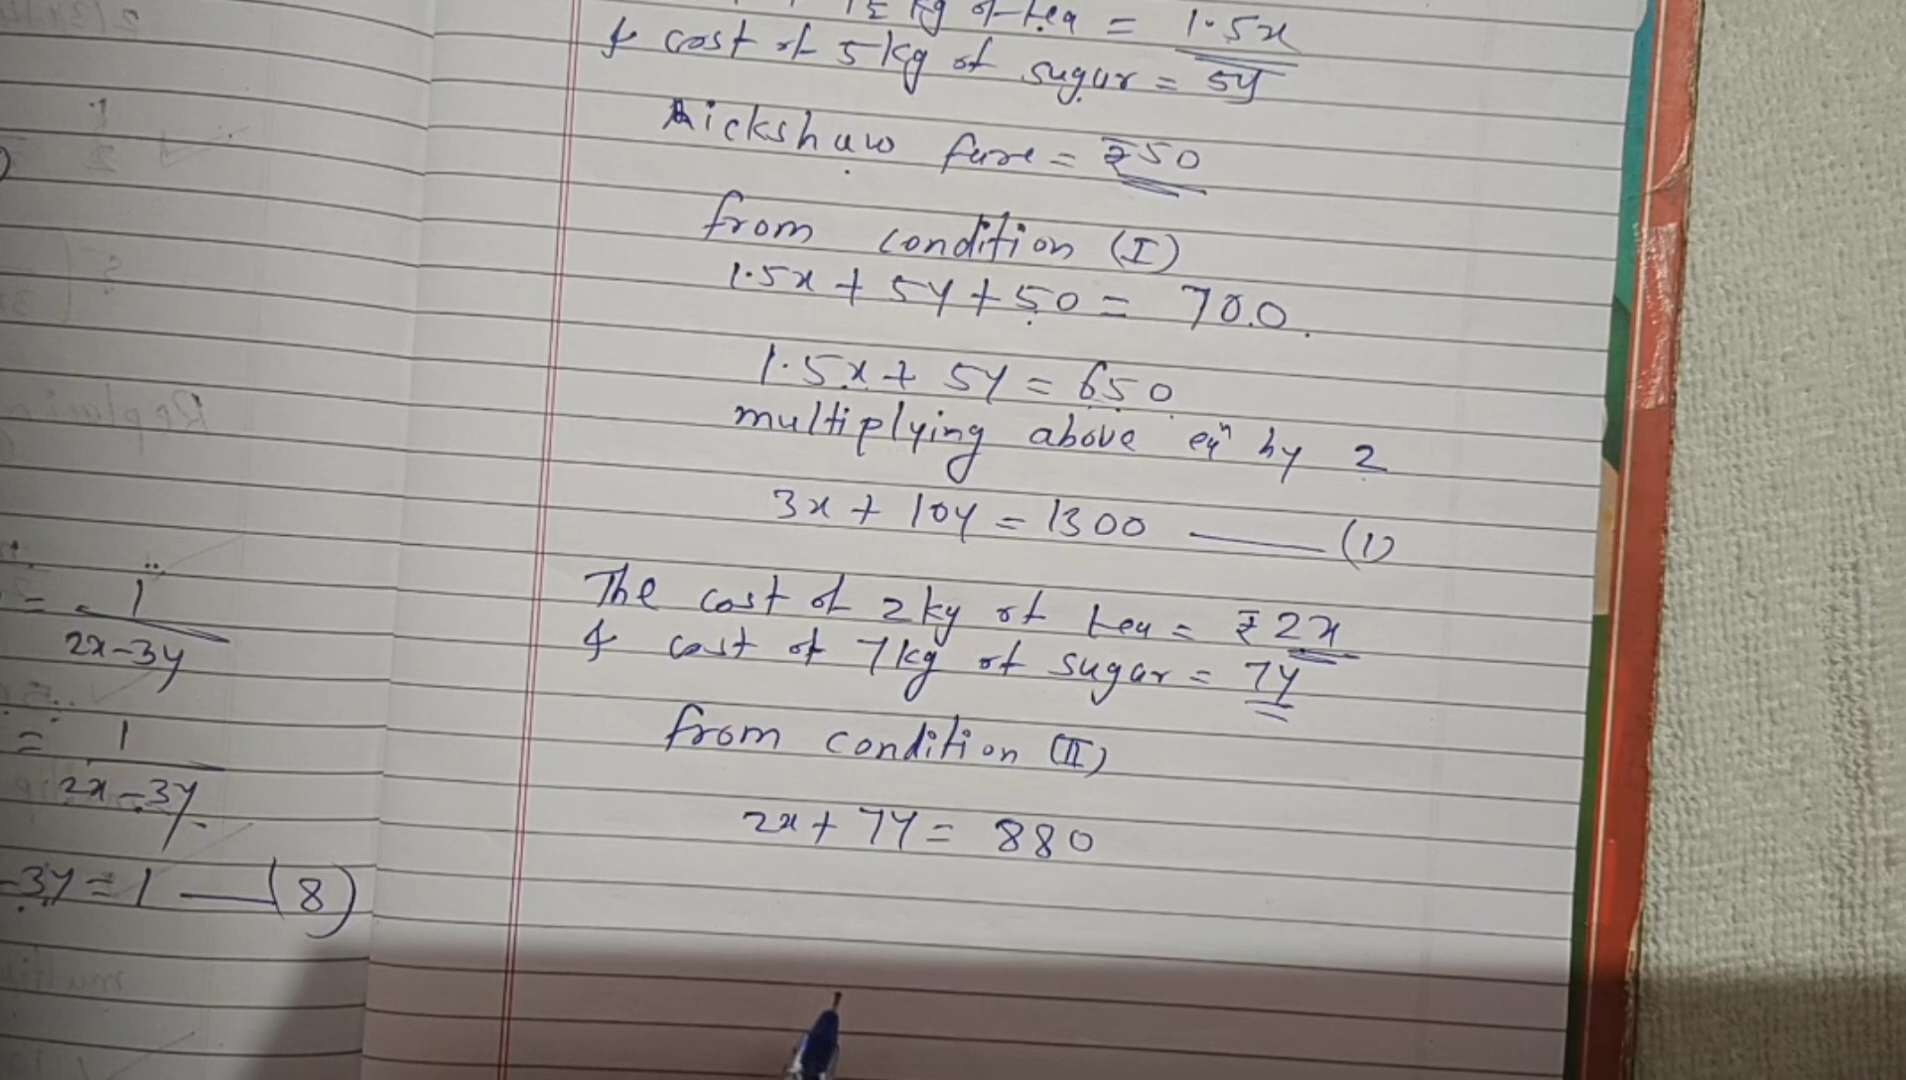 = 1
2x-3y
= 1
2x-3y
-3y = 1 — (8)
1½ kg of tea = 1.5x
& cost of 5 kg of sugar = 5y
Rickshaw fare = ₹50
from condition (I)
1.5x + 5y + 50 = 700
1.5x + 5y = 650
multiplying above eqⁿ by 2
3x + 10y = 1300 — (1)
The cost of 2 kg of tea = ₹2x
& cost of 7 kg of sugar = 7y
from condition (II)
2x + 7y = 880